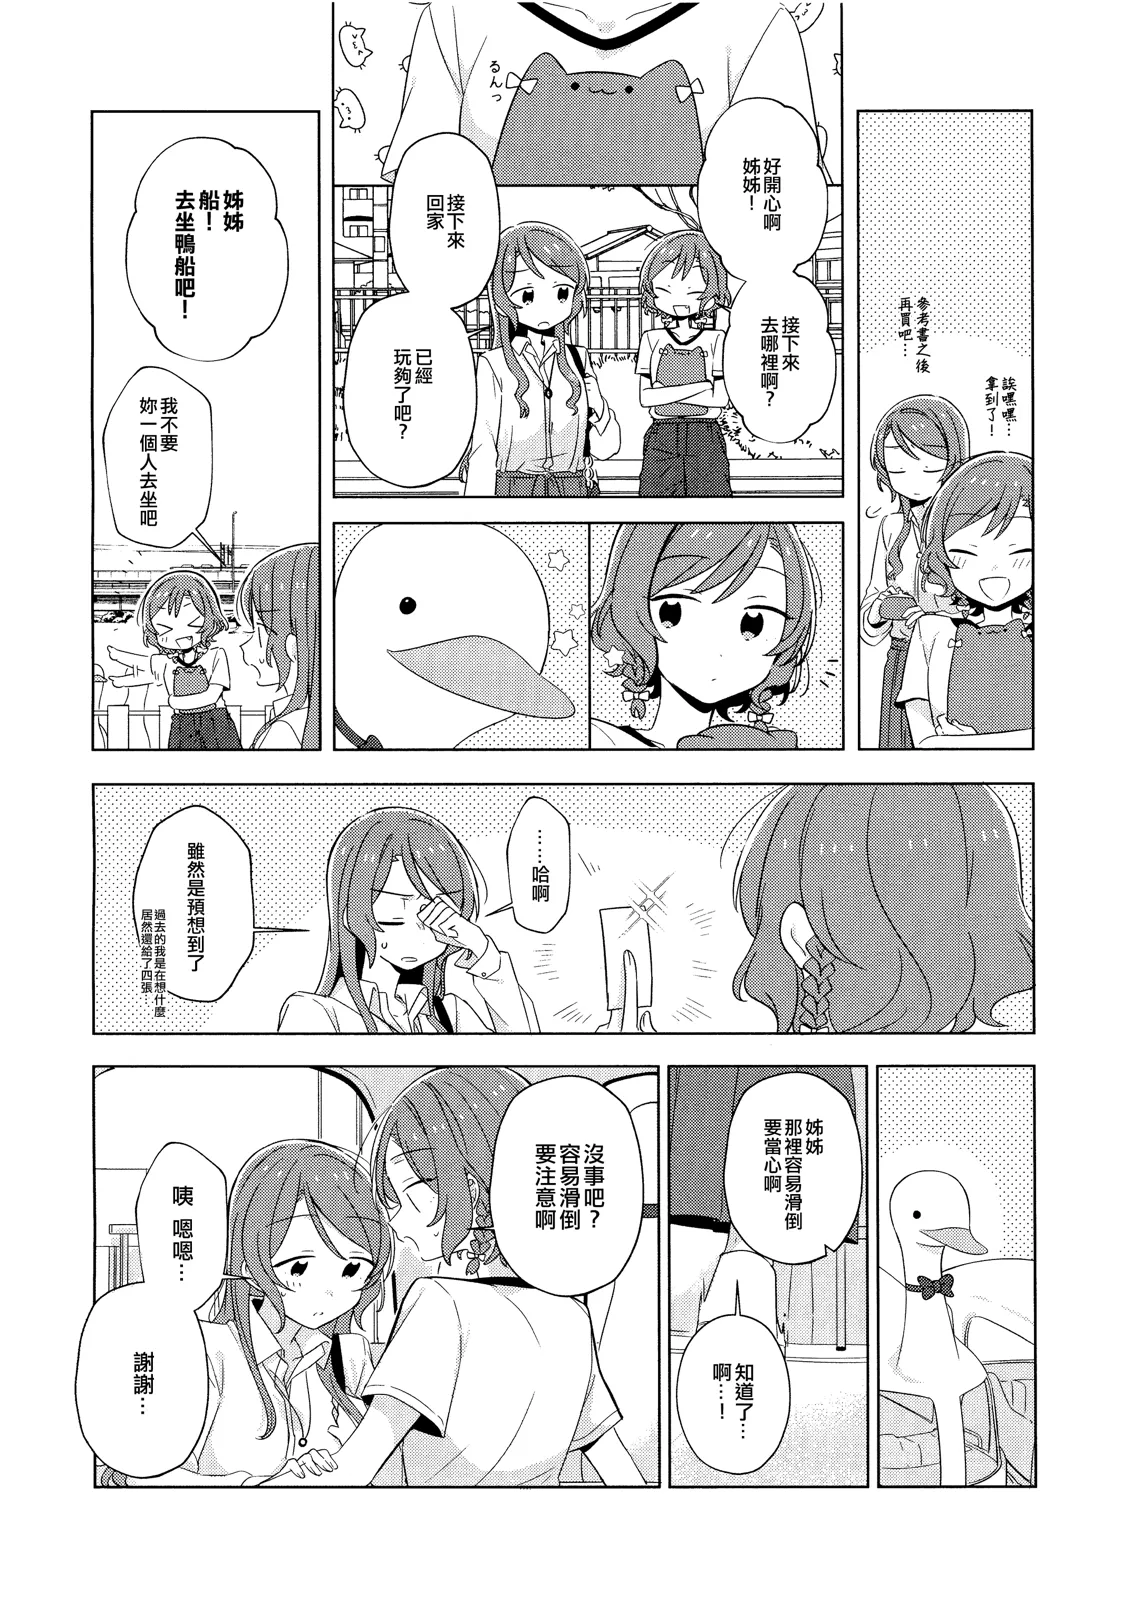 參考書之後
再買吧…
誒嘿嘿…
拿到了！
るんっ
好開心啊
姊姊！
接下來
去哪裡啊？
接下來
回家
已經
玩夠了吧？
姊姊
船！
去坐鴨船吧！
我不要
妳一個人去坐吧
……哈啊
雖然是預想到了
過去的我是在想什麼
居然還給了四張
姊姊
那裡容易滑倒
要當心啊
知道了…
啊…！
沒事吧？
容易滑倒
要注意啊
咦 嗯嗯…
謝謝…